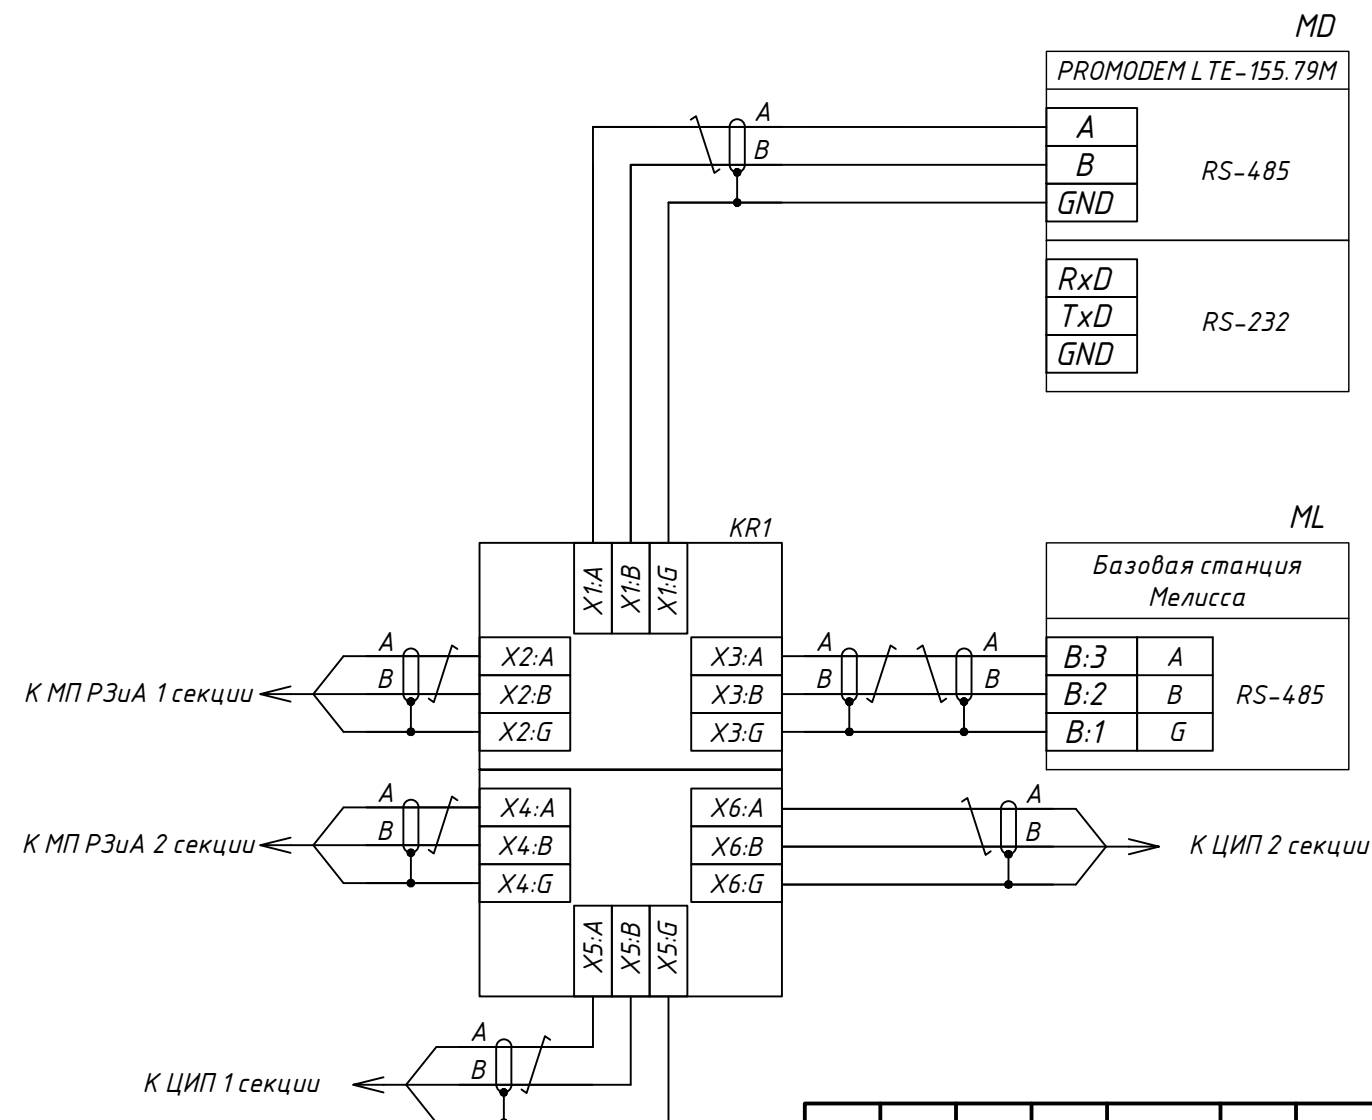 MD
PROMODEM LTE-155.79M
A
A
B
B
RS-485
GND
RxD
TxD
RS-232
GND
KR1
ML
Базовая станция
Мелисса
X1:A
X1:B
X1:G
A
X2:A
X3:A
A
A
B:3
A
К МП РЗиА 1 секции
B
X2:B
X3:B
B
B
B:2
B
RS-485
X2:G
X3:G
B:1
G
A
X4:A
X6:A
A
К МП РЗиА 2 секции
B
X4:B
X6:B
B
К ЦИП 2 секции
X4:G
X6:G
X5:A
X5:B
X5:G
A
B
К ЦИП 1 секции